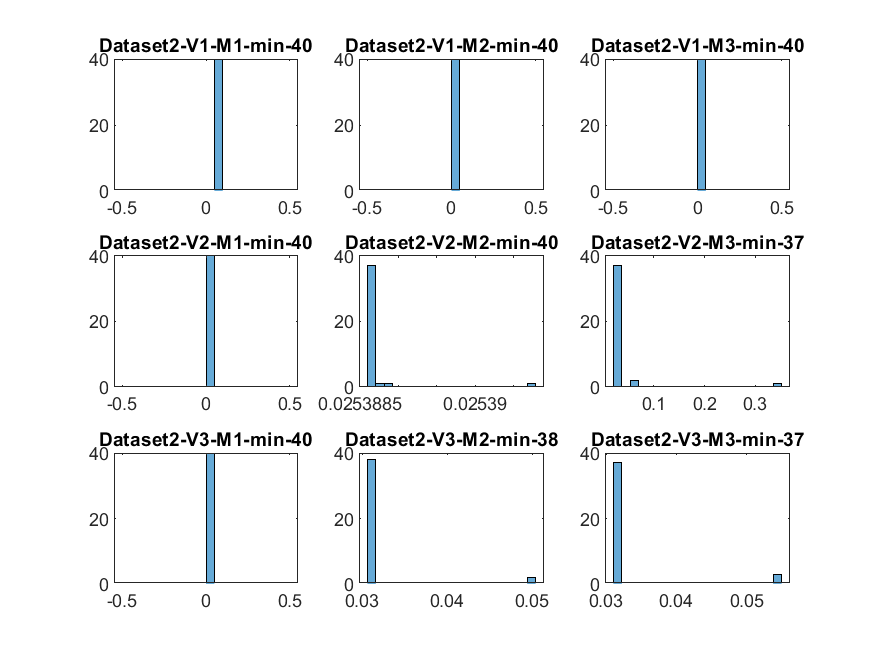 Dataset2-V1-M1-min-40 Dataset2-V1-M2-min-40 Dataset2-V1-M3-min-40
40 40 40
20 20 20
0 0 0
-0.5 0 0.5 -0.5 0 0.5 -0.5 0 0.5
Dataset2-V2-M1-min-40 Dataset2-V2-M2-min-40 Dataset2-V2-M3-min-37
40 40 40
20 20 20
0 0 0
-0.5 0 0.5 0.0253885 0.02539 0.1 0.2 0.3
Dataset2-V3-M1-min-40 Dataset2-V3-M2-min-38 Dataset2-V3-M3-min-37
40 40 40
20 20 20
0 0 0
-0.5 0 0.5 0.03 0.04 0.05 0.03 0.04 0.05